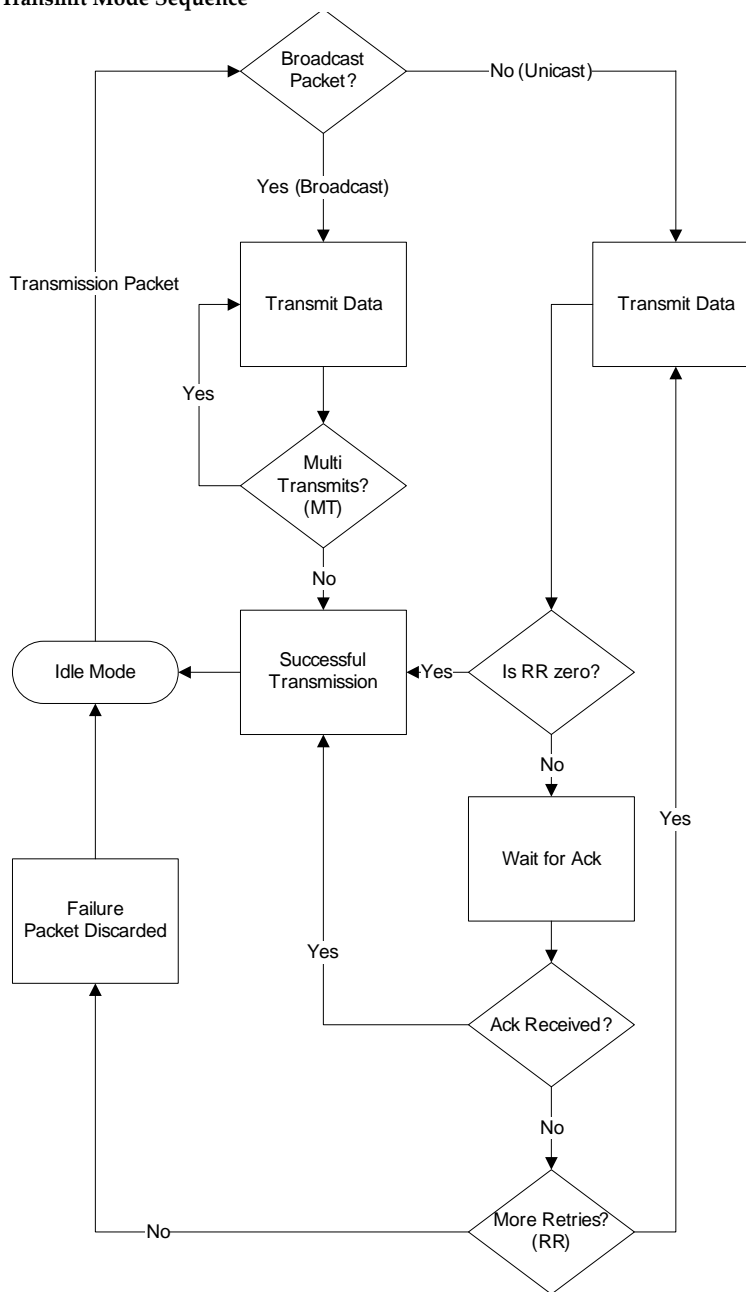 Transmit Mode Sequence
Broadcast
Packet?
No (Unicast)
Yes (Broadcast)
Transmission Packet
Transmit Data
Transmit Data
Yes
Multi
Transmits?
(MT)
No
Idle Mode
Successful
Transmission
Yes
Is RR zero?
No
Wait for Ack
Yes
Failure
Packet Discarded
Yes
Ack Received?
No
More Retries?
(RR)
No